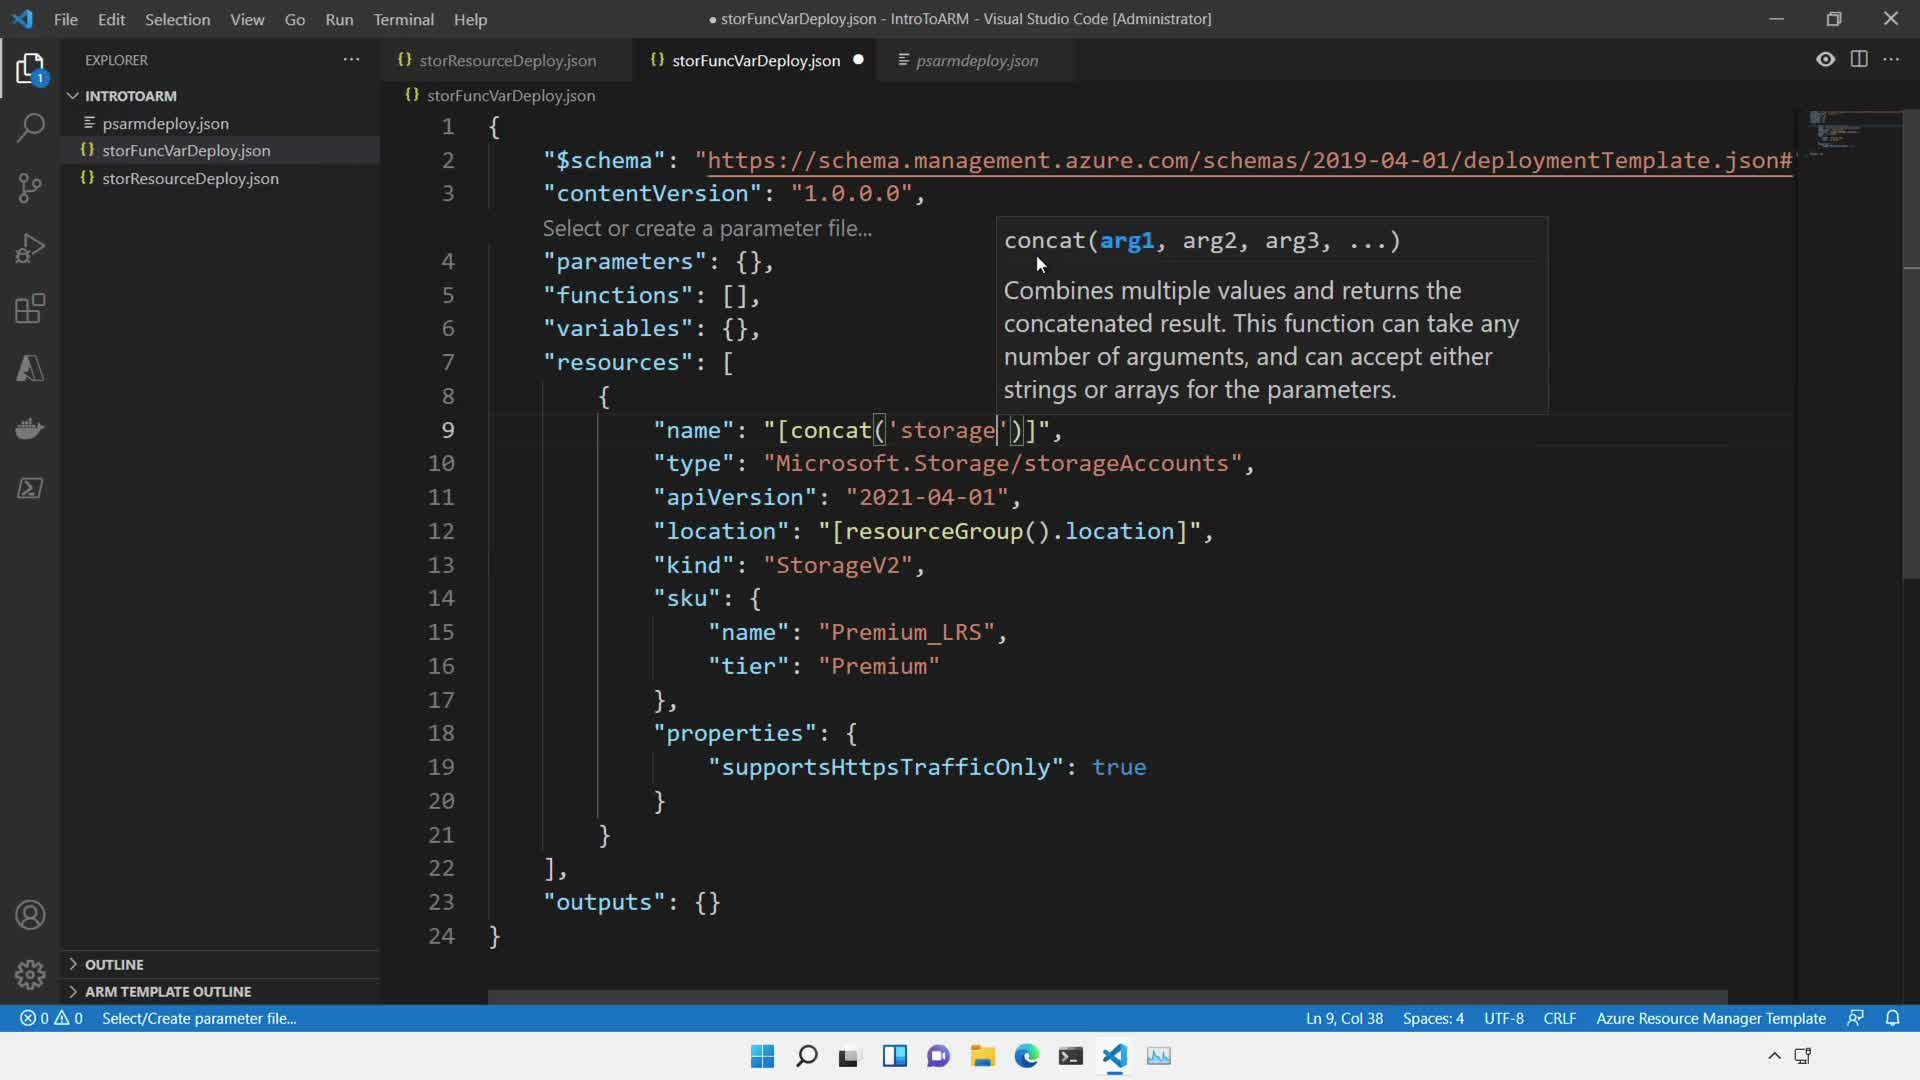 File Edit Selection View Go Run Terminal Help
● storFuncVarDeploy.json - IntroToARM - Visual Studio Code [Administrator]
EXPLORER
storResourceDeploy.json
storFuncVarDeploy.json
psarmdeploy.json
1
INTROTOARM
psarmdeploy.json
storFuncVarDeploy.json
storResourceDeploy.json
storFuncVarDeploy.json
1 {
2 "$schema": "https://schema.management.azure.com/schemas/2019-04-01/deploymentTemplate.json#"
3 "contentVersion": "1.0.0.0",
Select or create a parameter file...
4 "parameters": {},
5 "functions": [],
6 "variables": {},
7 "resources": [
8 {
concat(arg1, arg2, arg3, ...)
Combines multiple values and returns the
concatenated result. This function can take any
number of arguments, and can accept either
strings or arrays for the parameters.
9 "name": "[concat('storage')]",
10 "type": "Microsoft.Storage/storageAccounts",
11 "apiVersion": "2021-04-01",
12 "location": "[resourceGroup().location]",
13 "kind": "StorageV2",
14 "sku": {
15 "name": "Premium_LRS",
16 "tier": "Premium"
17 },
18 "properties": {
19 "supportsHttpsTrafficOnly": true
20 }
21 }
22 ],
23 "outputs": {}
24 }
OUTLINE
ARM TEMPLATE OUTLINE
0 0 Select/Create parameter file...
Ln 9, Col 38 Spaces: 4 UTF-8 CRLF Azure Resource Manager Template